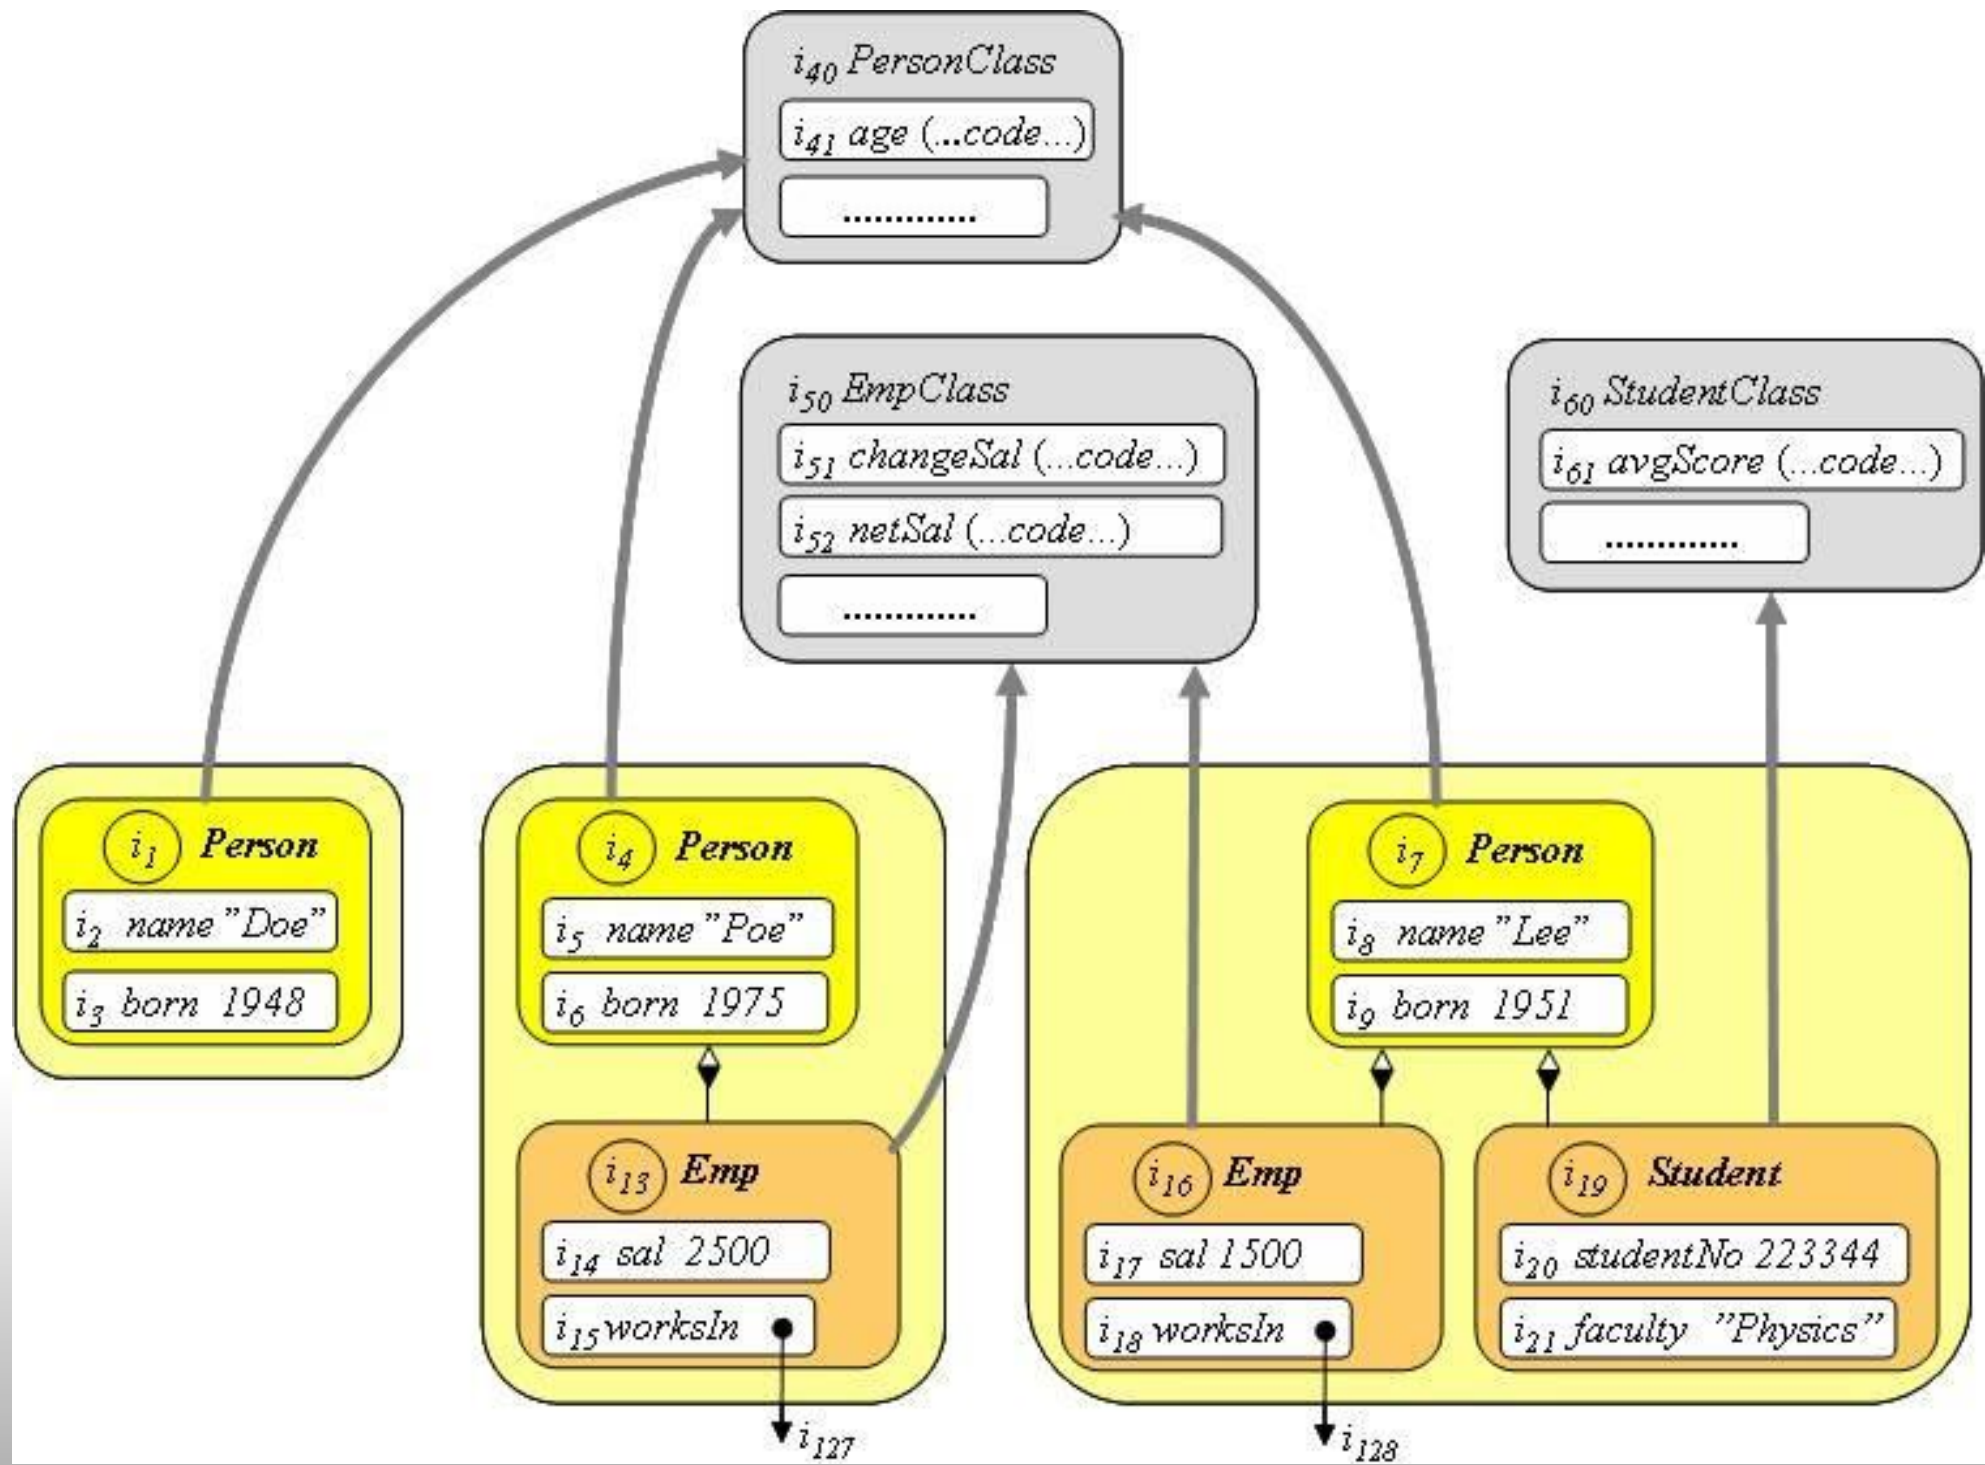 i40 PersonClass
i41 age (...code...)
.............
i50 EmpClass
i51 changeSal (...code...)
i52 netSal (...code...)
.............
i60 StudentClass
i61 avgScore (...code...)
.............
i1 Person
i2 name "Doe"
i3 born 1948
i4 Person
i5 name "Poe"
i6 born 1975
i13 Emp
i14 sal 2500
i15 worksIn
i127
i7 Person
i8 name "Lee"
i9 born 1951
i16 Emp
i17 sal 1500
i18 worksIn
i128
i19 Student
i20 studentNo 223344
i21 faculty "Physics"